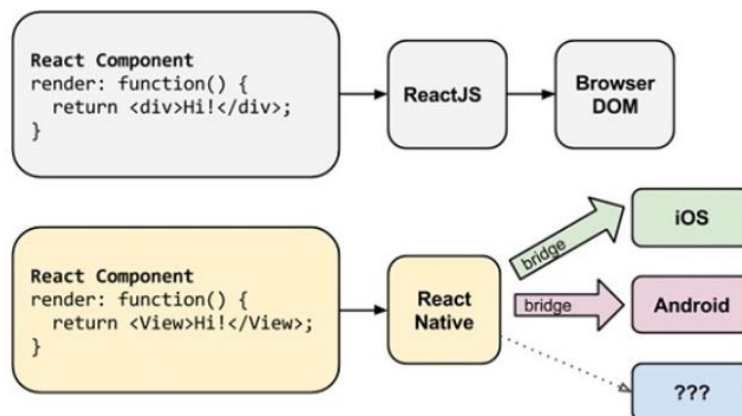 React Component
render: function() {
  return <div>Hi!</div>;
}
ReactJS
Browser
DOM
React Component
render: function() {
  return <View>Hi!</View>;
}
React
Native
bridge
iOS
bridge
Android
???